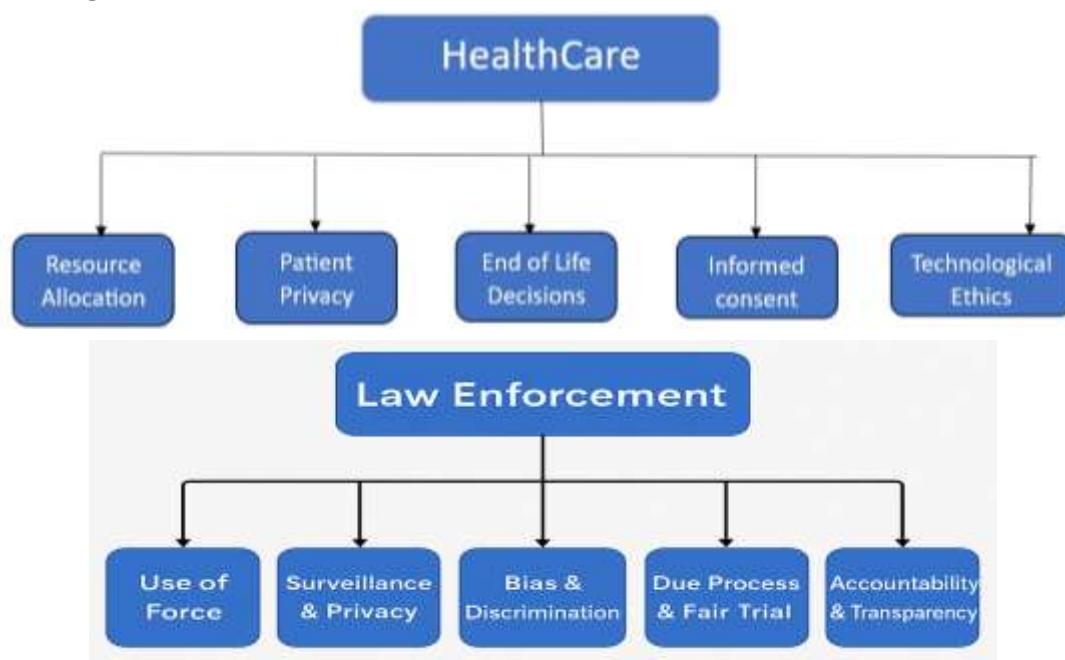 HealthCare
Resource
Allocation
Patient
Privacy
End of Life
Decisions
Informed
consent
Technological
Ethics
Law Enforcement
Use of
Force
Surveillance
& Privacy
Bias &
Discrimination
Due Process
& Fair Trial
Accountability
& Transparency